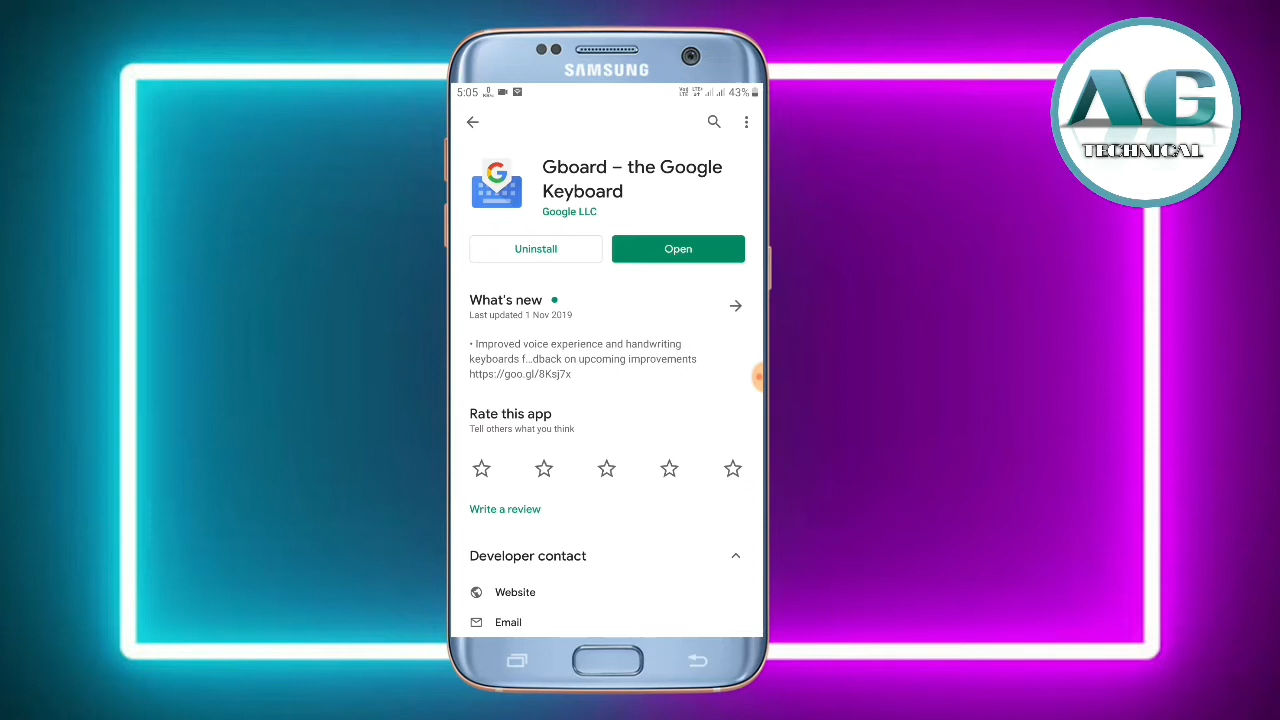 SAMSUNG
5:05
43%
AG
TECHNICAL
Gboard – the Google
Keyboard
Google LLC
Uninstall
Open
What's new
Last updated 1 Nov 2019
• Improved voice experience and handwriting
keyboards f...dback on upcoming improvements
https://goo.gl/8Ksj7x
Rate this app
Tell others what you think
Write a review
Developer contact
Website
Email